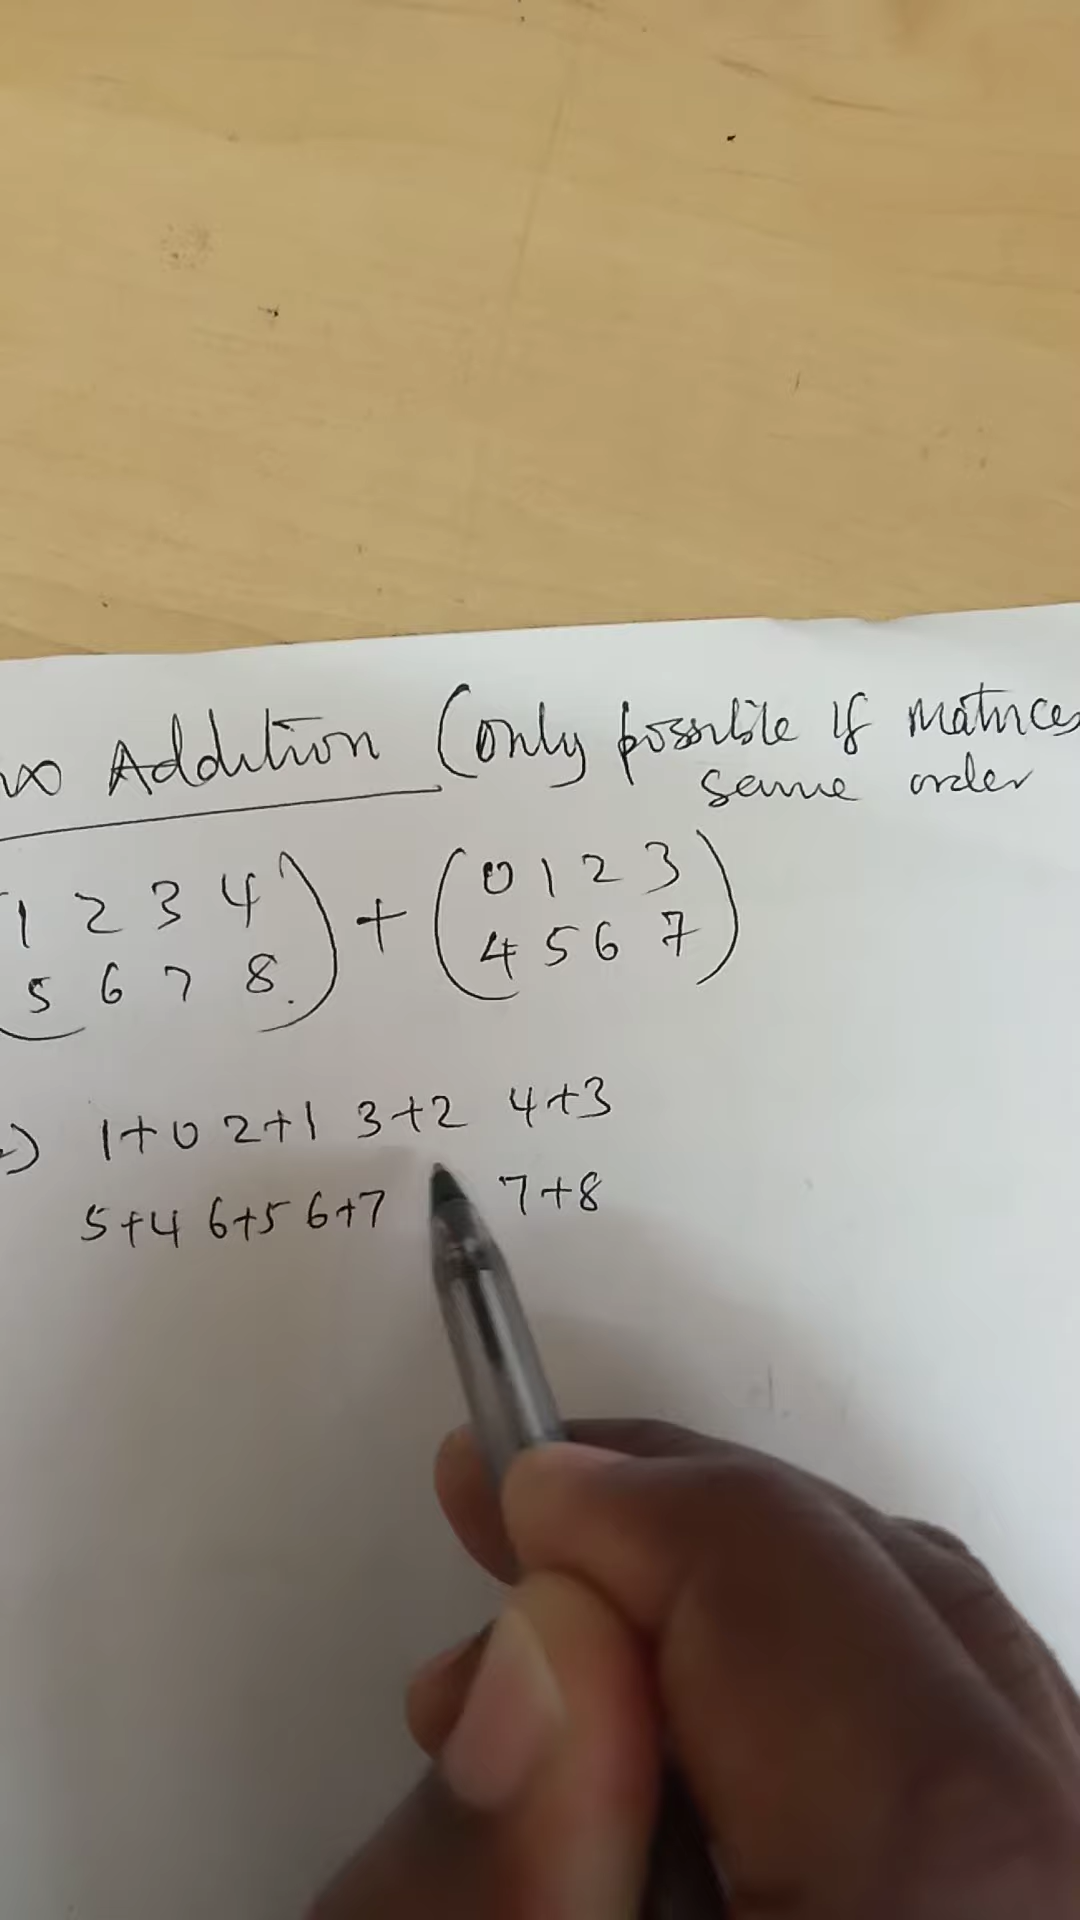 Addition (only possible if matrices
same order
1 2 3 4 + 0 1 2 3
5 6 7 8 4 5 6 7
1+0 2+1 3+2 4+3
5+4 6+5 6+7 7+8